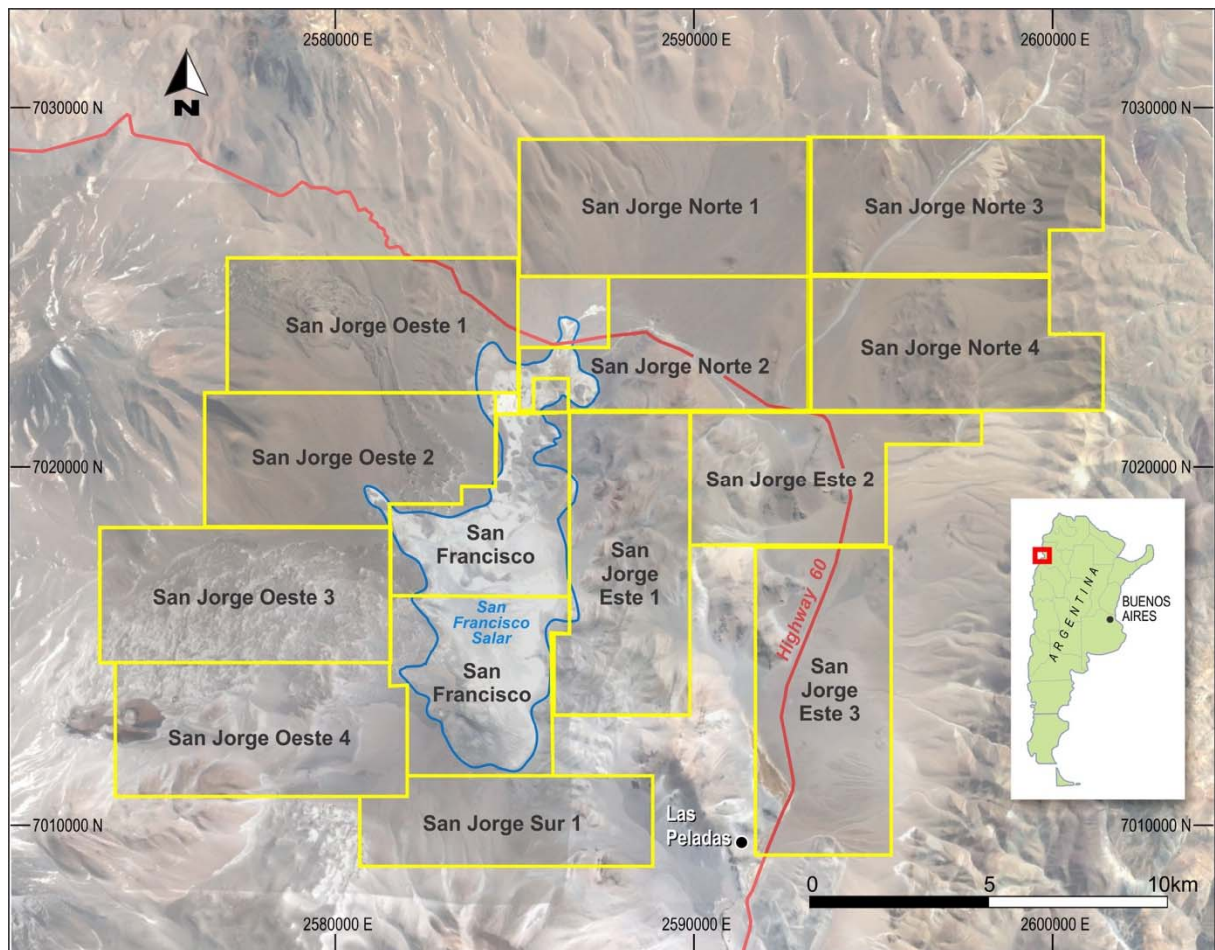 2580000 E
2590000 E
2600000 E
N
7030000 N
7030000 N
San Jorge Norte 1
San Jorge Norte 3
San Jorge Oeste 1
San Jorge Norte 2
San Jorge Norte 4
San Jorge Oeste 2
7020000 N
San Jorge Este 2
7020000 N
San
Francisco
San
Jorge
Este 1
San Jorge Oeste 3
San
Francisco
Salar
San
Francisco
Highway 60
San
Jorge
Este 3
ARGENTINA
BUENOS
AIRES
San Jorge Oeste 4
San Jorge Sur 1
Las
Peladas
7010000 N
7010000 N
0
5
10km
2580000 E
2590000 E
2600000 E